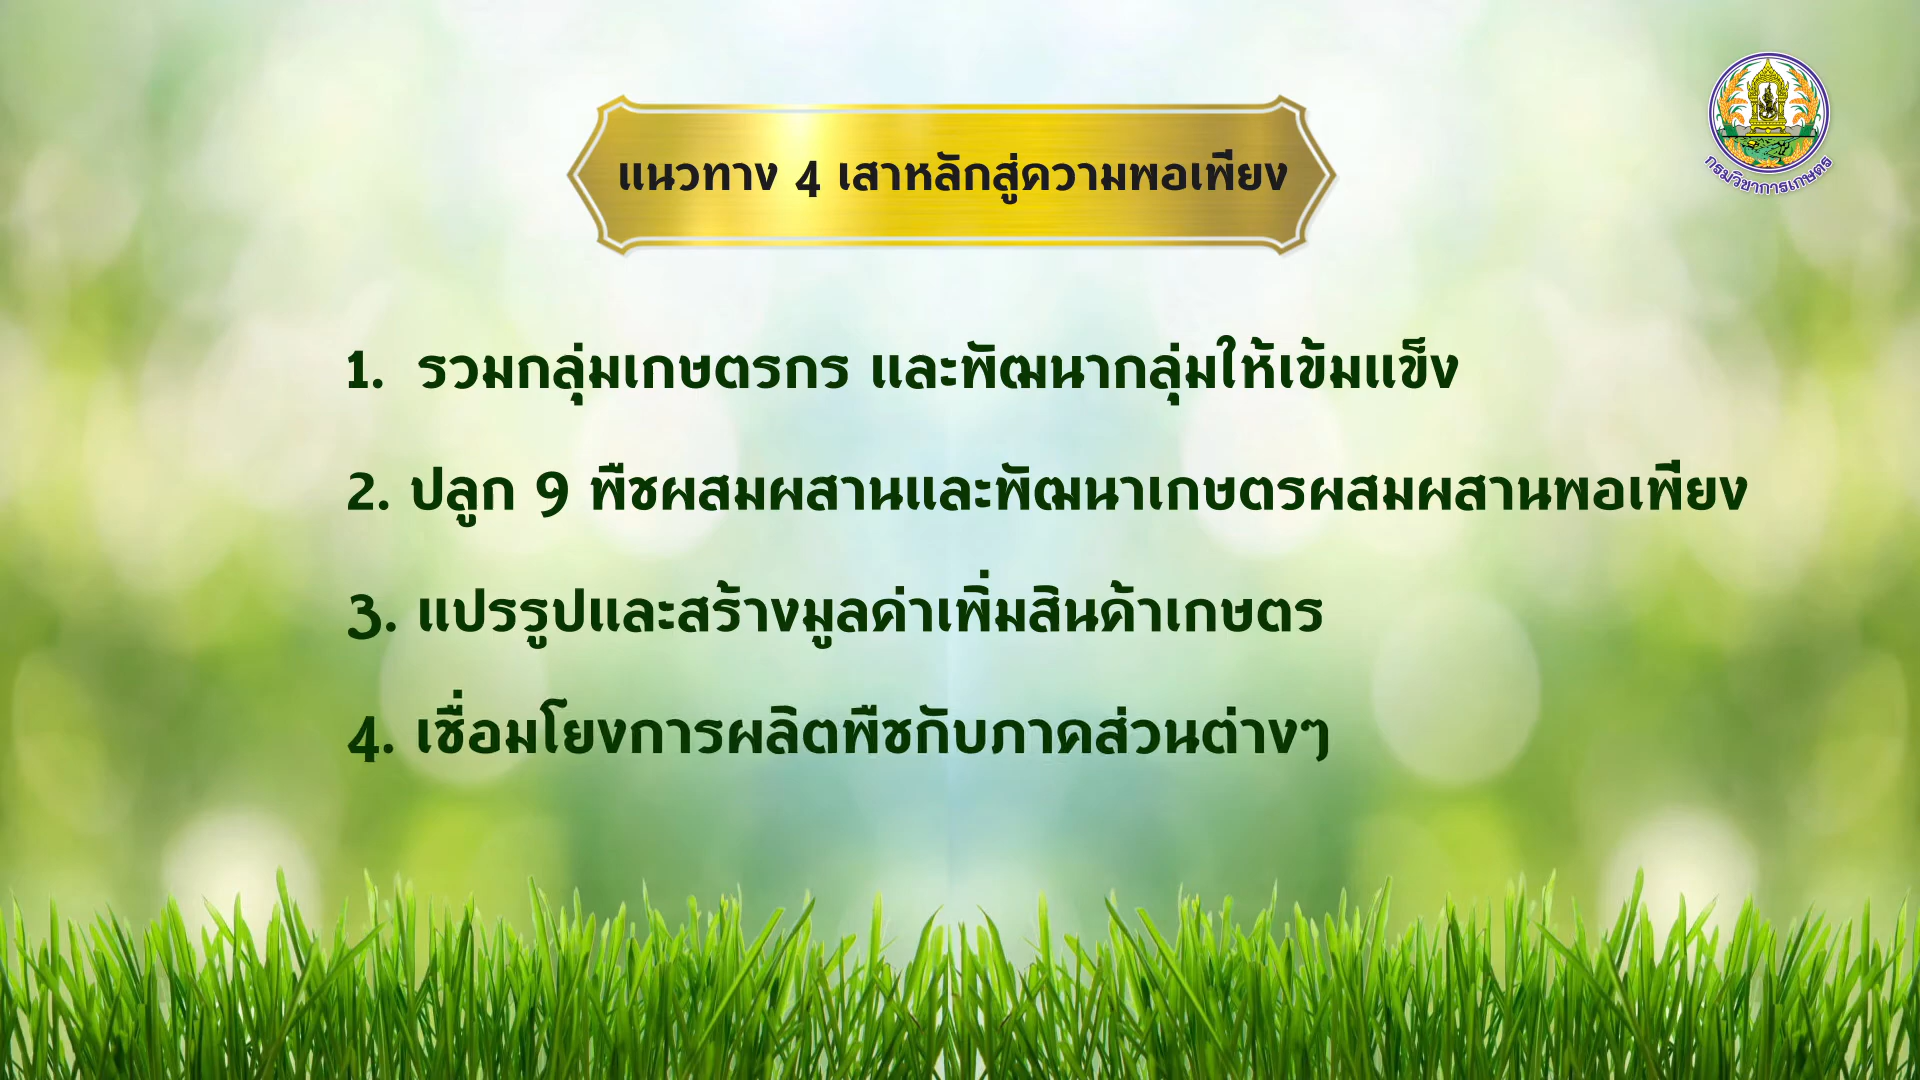 แนวทาง 4 เสาหลักสู่ความพอเพียง
กรมวิชาการเกษตร
1. รวมกลุ่มเกษตรกร และพัฒนากลุ่มให้เข้มแข็ง
2. ปลูก 9 พืชผสมผสานและพัฒนาเกษตรผสมผสานพอเพียง
3. แปรรูปและสร้างมูลค่าเพิ่มสินค้าเกษตร
4. เชื่อมโยงการผลิตพืชกับภาคส่วนต่างๆ